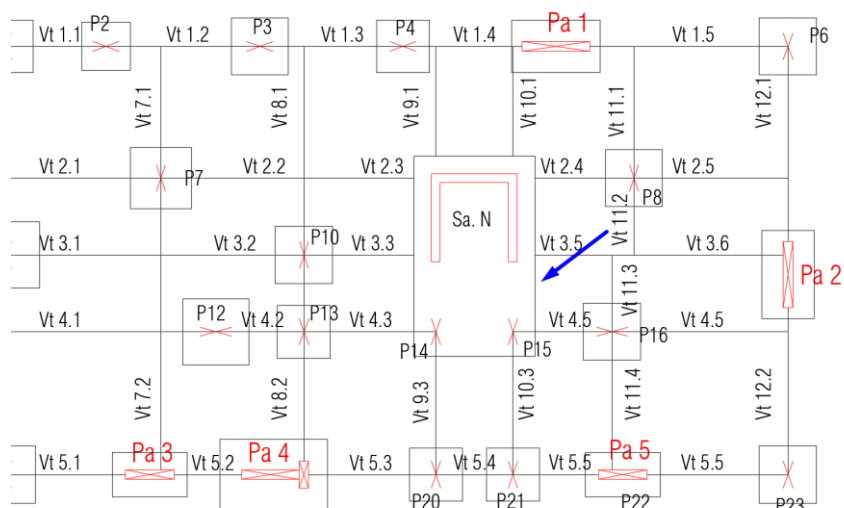 Vt 1.1 P2 Vt 1.2 P3 Vt 1.3 P4 Vt 1.4 Pa 1 Vt 1.5 P6
Vt 7.1 Vt 8.1 Vt 9.1 Vt 10.1 Vt 11.1 Vt 12.1
Vt 2.1 P7 Vt 2.2 Vt 2.3 Vt 2.4 P8 Vt 2.5
Sa. N Vt 11.2
Vt 3.1 Vt 3.2 P10 Vt 3.3 Vt 3.5 Vt 3.6
Vt 11.3 Pa 2
Vt 4.1 P12 Vt 4.2 P13 Vt 4.3 P14 P15 Vt 4.5 P16 Vt 4.5
Vt 7.2 Vt 8.2 Vt 9.3 Vt 10.3 Vt 11.4 Vt 12.2
Vt 5.1 Pa 3 Vt 5.2 Pa 4 Vt 5.3 Vt 5.4 Vt 5.5 Pa 5 Vt 5.5
P20 P21 P22 P23